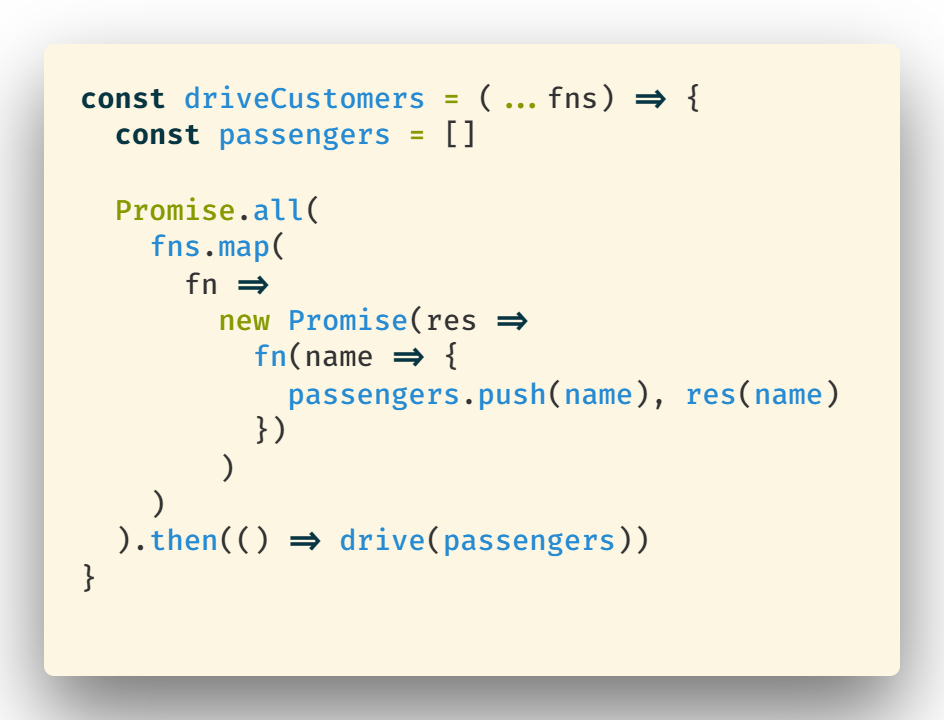 const driveCustomers = (...fns) => {
  const passengers = []

  Promise.all(
    fns.map(
      fn =>
        new Promise(res =>
          fn(name => {
            passengers.push(name), res(name)
          })
        )
    )
  ).then(() => drive(passengers))
}